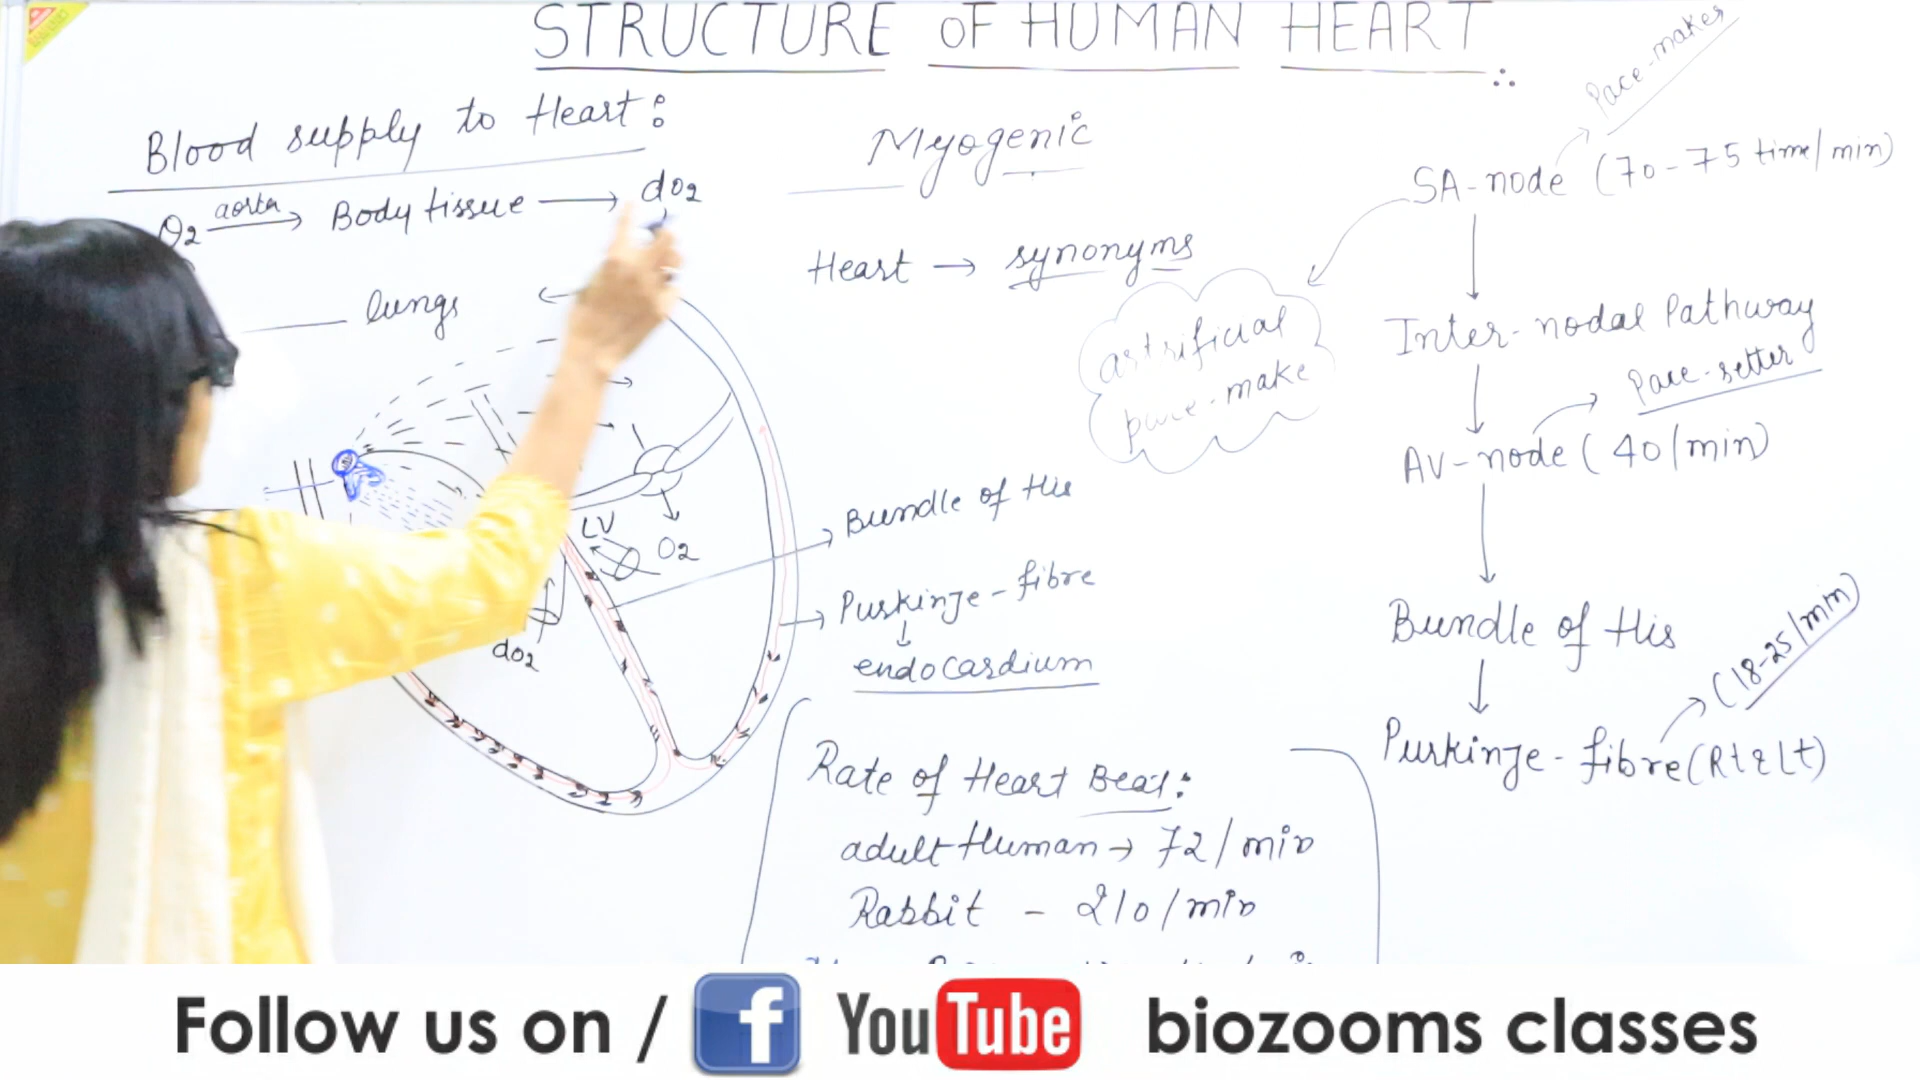 STRUCTURE OF HUMAN HEART
Blood supply to Heart:
O2 aorta Body tissue dO2
lungs
LV
O2
dO2
Myogenic
Heart → synonyms
artrificial
pace-make
Bundle of His
Purkinje-fibre
endocardium
Rate of Heart Beat:
adult Human → 72/min
Rabbit - 210/min
Pace-maker
SA-node (70-75 time/min)
Inter-nodal Pathway
Pace-setter
AV-node (40/min)
Bundle of His
(18-25/min)
Purkinje-fibre (Rt & Lt)
Follow us on / f YouTube biozooms classes